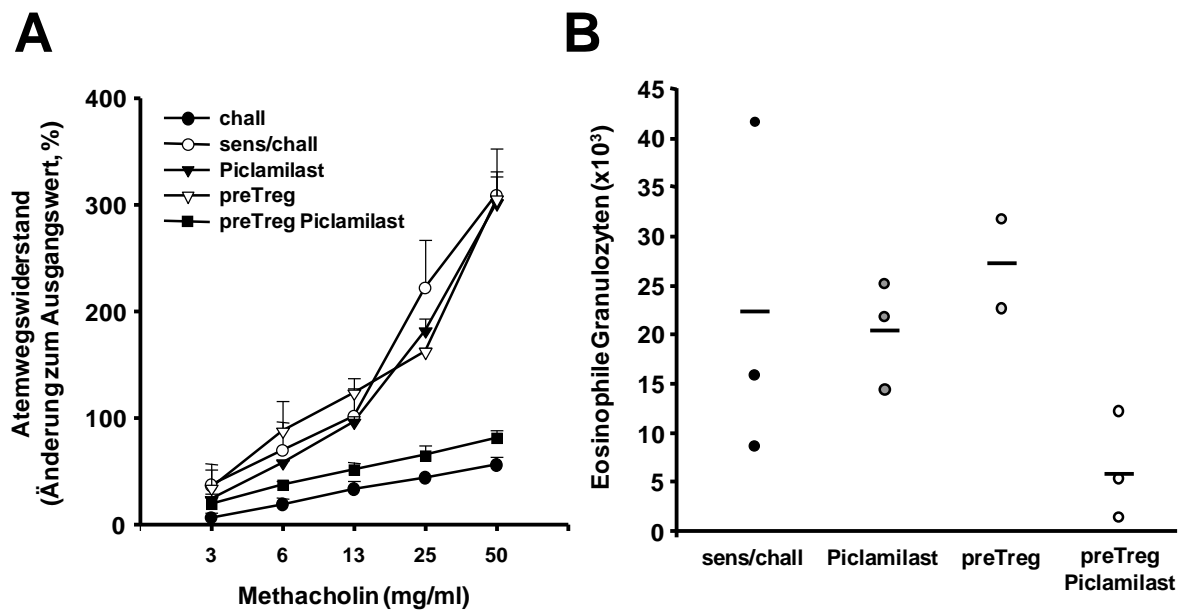 A
Atemwegswiderstand
(Änderung zum Ausgangswert, %)
400
300
200
100
0
chall
sens/chall
Piclamilast
preTreg
preTreg Piclamilast
3 6 13 25 50
Methacholin (mg/ml)
B
Eosinophile Granulozyten (x10³)
45
40
35
30
25
20
15
10
5
0
sens/chall Piclamilast preTreg preTreg
Piclamilast